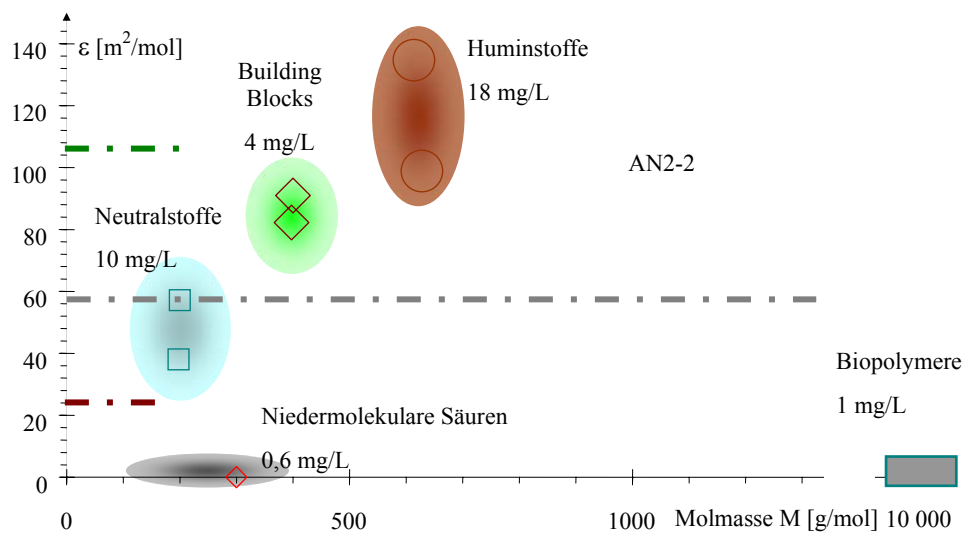 140
ε [m²/mol]
Huminstoffe
18 mg/L
Building
Blocks
4 mg/L
120
100
AN2-2
80
Neutralstoffe
10 mg/L
60
40
Biopolymere
1 mg/L
20
Niedermolekulare Säuren
0,6 mg/L
0
0
500
1000
Molmasse M [g/mol] 10 000